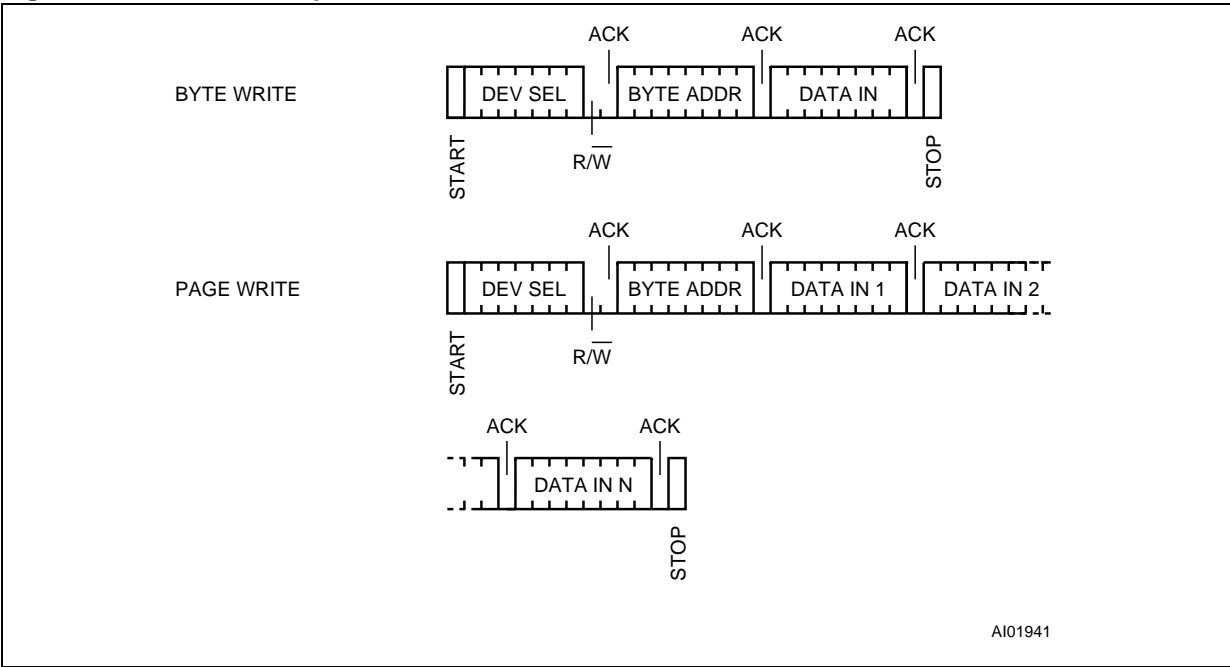 ACK ACK ACK
BYTE WRITE DEV SEL BYTE ADDR DATA IN
START R/W̅ STOP
ACK ACK ACK
PAGE WRITE DEV SEL BYTE ADDR DATA IN 1 DATA IN 2
START R/W̅
ACK ACK
DATA IN N
STOP
AI01941